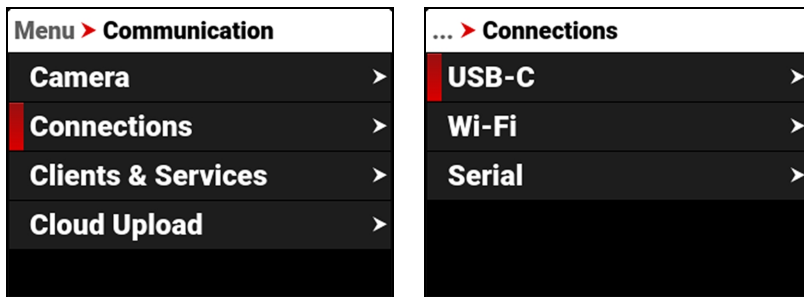 Menu ➤ Communication
Camera
Connections
Clients & Services
Cloud Upload
... ➤ Connections
USB-C
Wi-Fi
Serial